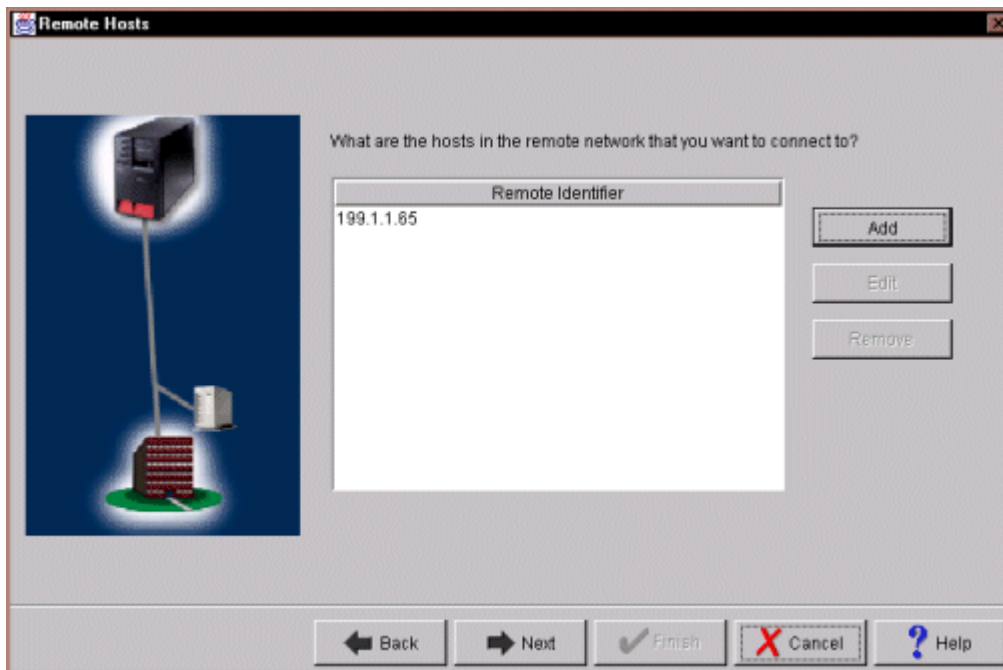 Remote Hosts
What are the hosts in the remote network that you want to connect to?
Remote Identifier
199.1.1.65
Add
Edit
Remove
Back
Next
Finish
Cancel
Help